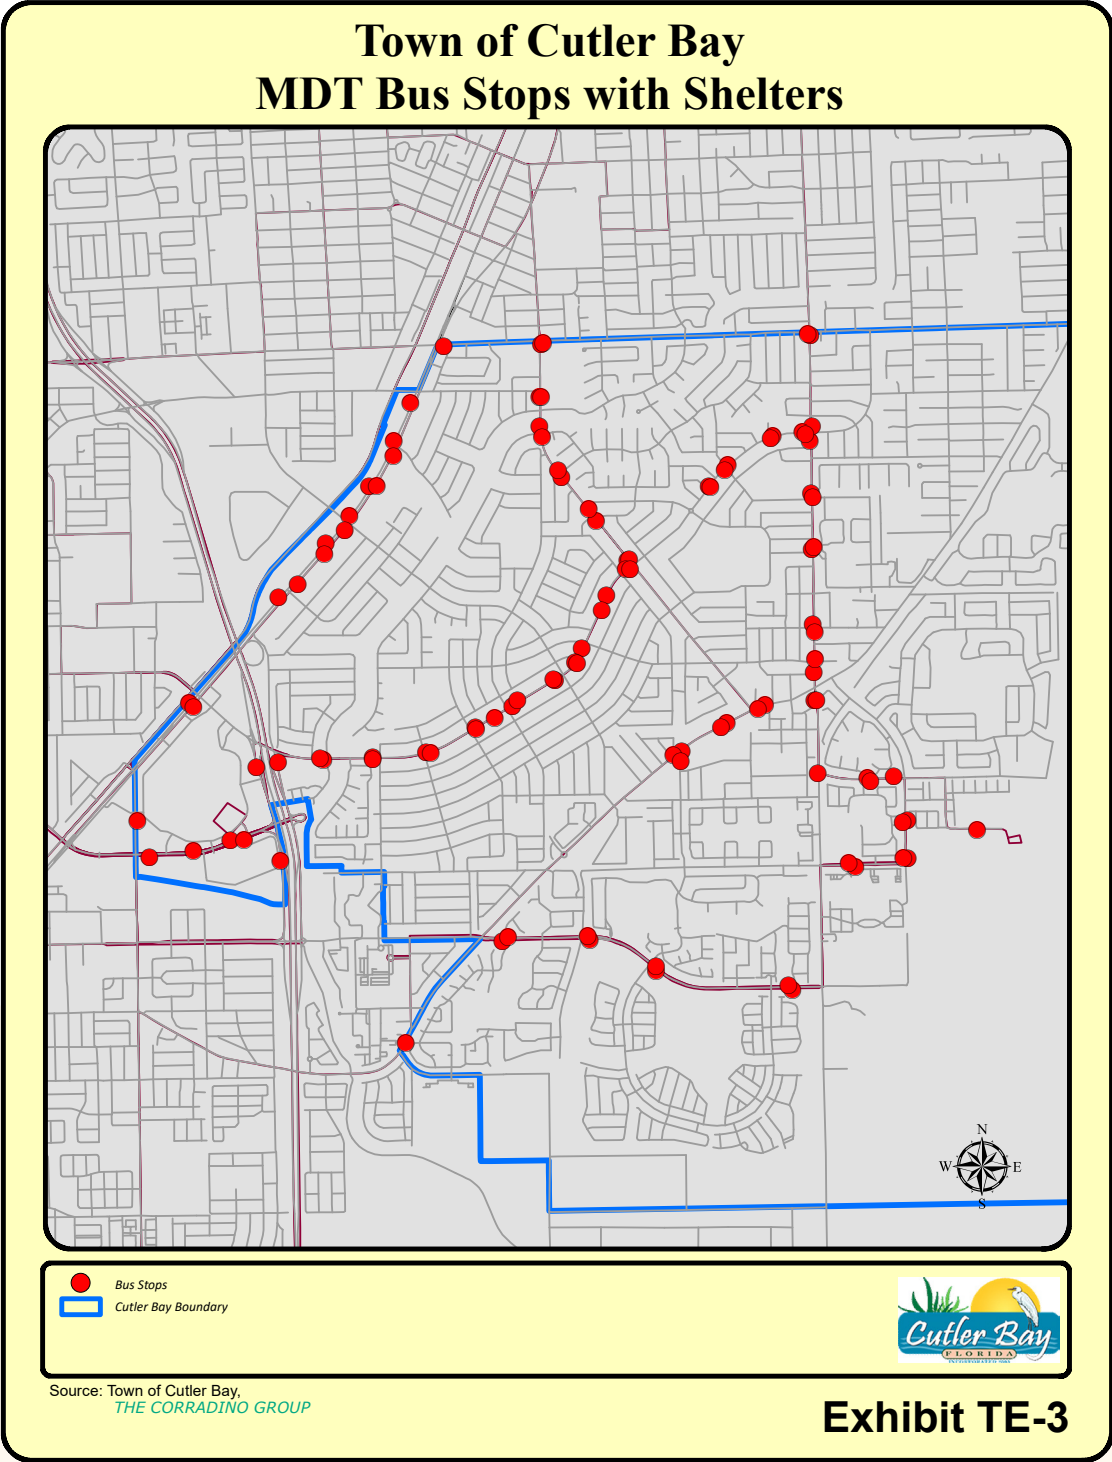 Town of Cutler Bay
MDT Bus Stops with Shelters
N
W E
S
Bus Stops
Cutler Bay Boundary
Cutler Bay
FLORIDA
Source: Town of Cutler Bay,
THE CORRADINO GROUP
Exhibit TE-3